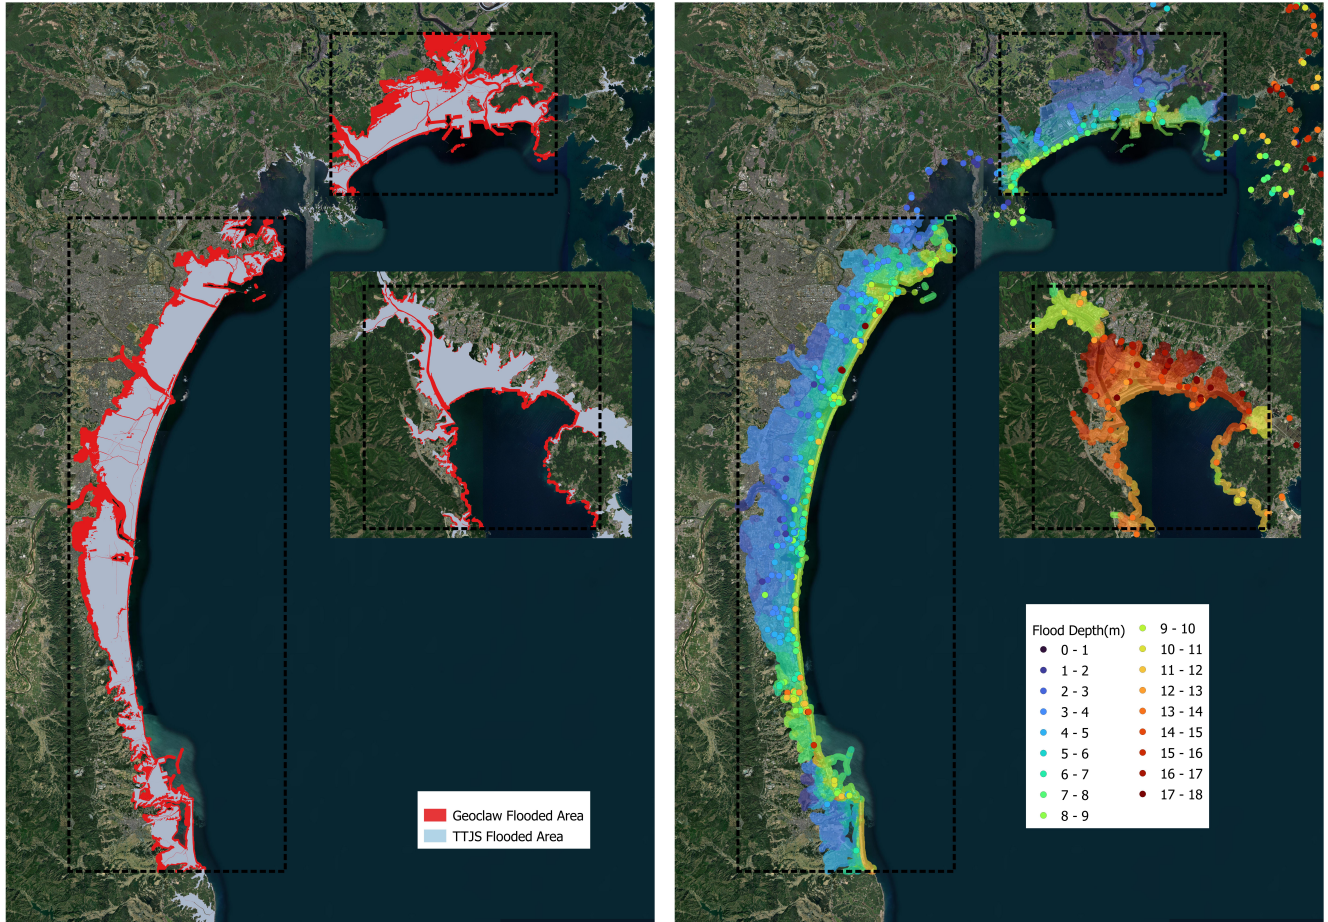 Geoclaw Flooded Area
TTJS Flooded Area
Flood Depth(m)
0 - 1
1 - 2
2 - 3
3 - 4
4 - 5
5 - 6
6 - 7
7 - 8
8 - 9
9 - 10
10 - 11
11 - 12
12 - 13
13 - 14
14 - 15
15 - 16
16 - 17
17 - 18